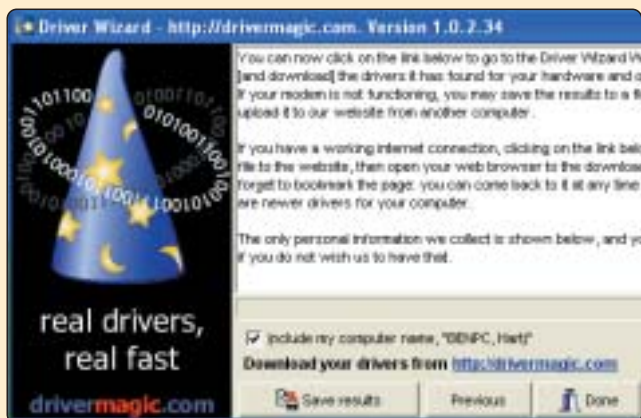 Driver Wizard - http://drivermagic.com. Version 1.0.2.34
You can now click on the link below to go to the Driver Wizard W
[and download] the drivers it has found for your hardware and o
If your modem is not functioning, you may save the results to a fl
upload it to our website from another computer.
If you have a working internet connection, clicking on the link belo
file to the website, then open your web browser to the download
forget to bookmark the page: you can come back to it at any time
are newer drivers for your computer.
The only personal information we collect is shown below, and yo
if you do not wish us to have that.
real drivers,
real fast
drivermagic.com
Include my computer name, "BENPC, Hart"
Download your drivers from http://drivermagic.com
Save results
Previous
Done